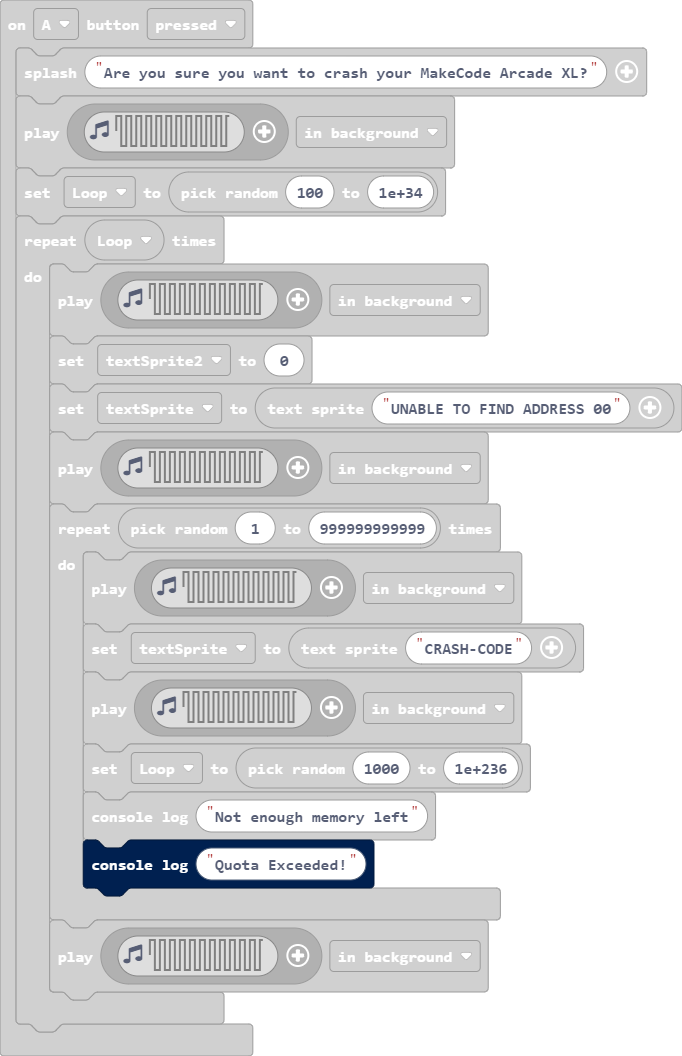 on A button pressed
splash "Are you sure you want to crash your MakeCode Arcade XL?"
play in background
set Loop to pick random 100 to 1e+34
repeat Loop times
do
play in background
set textSprite2 to 0
set textSprite to text sprite "UNABLE TO FIND ADDRESS 00"
play in background
repeat pick random 1 to 999999999999 times
do
play in background
set textSprite to text sprite "CRASH-CODE"
play in background
set Loop to pick random 1000 to 1e+236
console log "Not enough memory left"
console log "Quota Exceeded!"
play in background